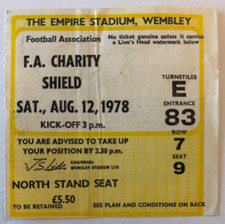 THE EMPIRE STADIUM, WEMBLEY
Football Association
No ticket genuine unless it carries
a Lion's Head watermark below
F.A. CHARITY
SHIELD
SAT., AUG. 12, 1978
KICK-OFF 3 p.m.
TURNSTILES
E
ENTRANCE
83
ROW
7
SEAT
9
YOU ARE ADVISED TO TAKE UP
YOUR POSITION BY 2.30 p.m.
WEMBLEY STADIUM LTD
NORTH STAND SEAT
£5.50
TO BE RETAINED
SEE PLAN AND CONDITIONS ON BACK